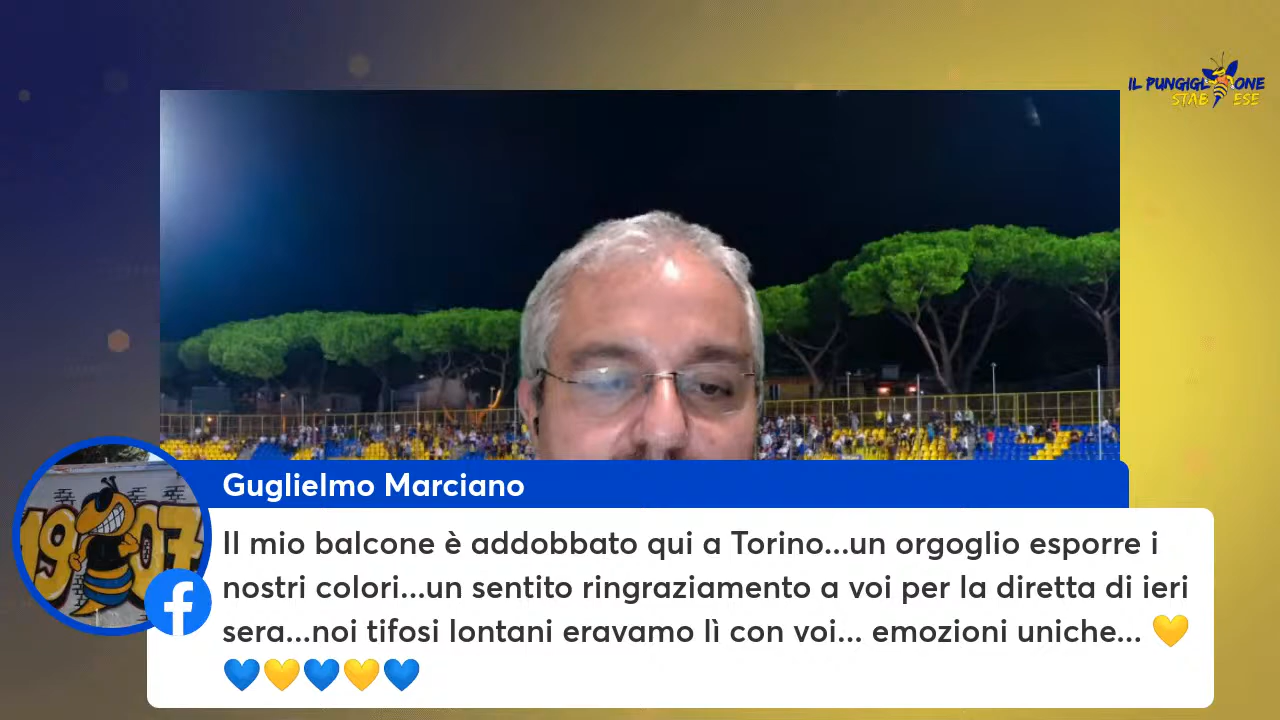 IL PUNGIGLIONE
STABIESE
Guglielmo Marciano
Il mio balcone è addobbato qui a Torino...un orgoglio esporre i
nostri colori...un sentito ringraziamento a voi per la diretta di ieri
sera...noi tifosi lontani eravamo lì con voi... emozioni uniche... 💛
💙💛💙💛💙
1907